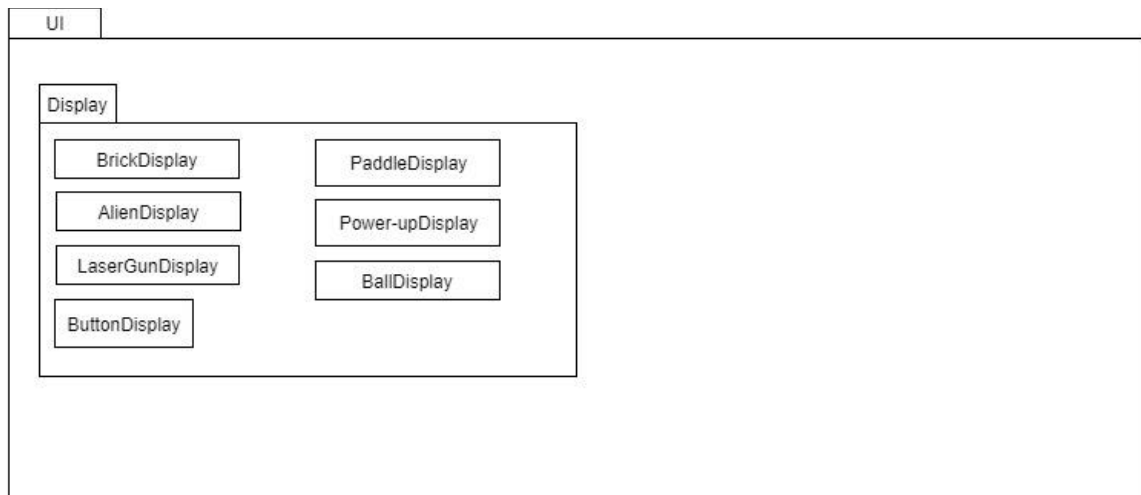 UI
Display
BrickDisplay
AlienDisplay
LaserGunDisplay
ButtonDisplay
PaddleDisplay
Power-upDisplay
BallDisplay